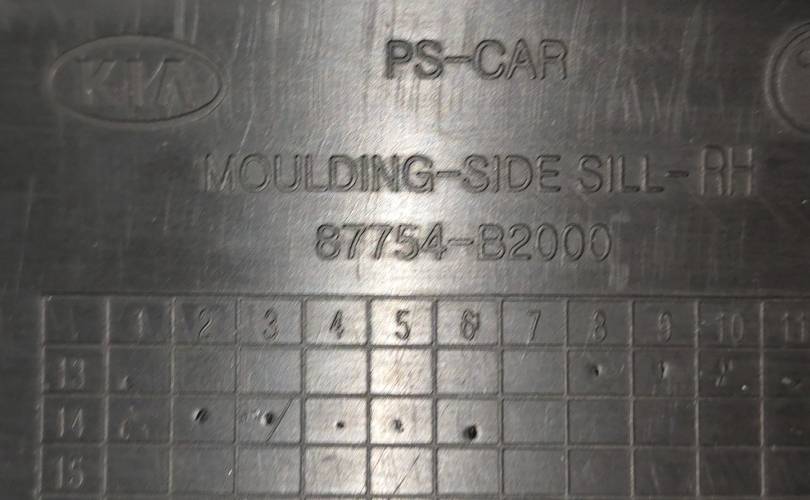 KIA
PS-CAR
MOULDING-SIDE SILL-RH
87754-B2000
1 2 3 4 5 6 7 8 9 10 11
13
14
15